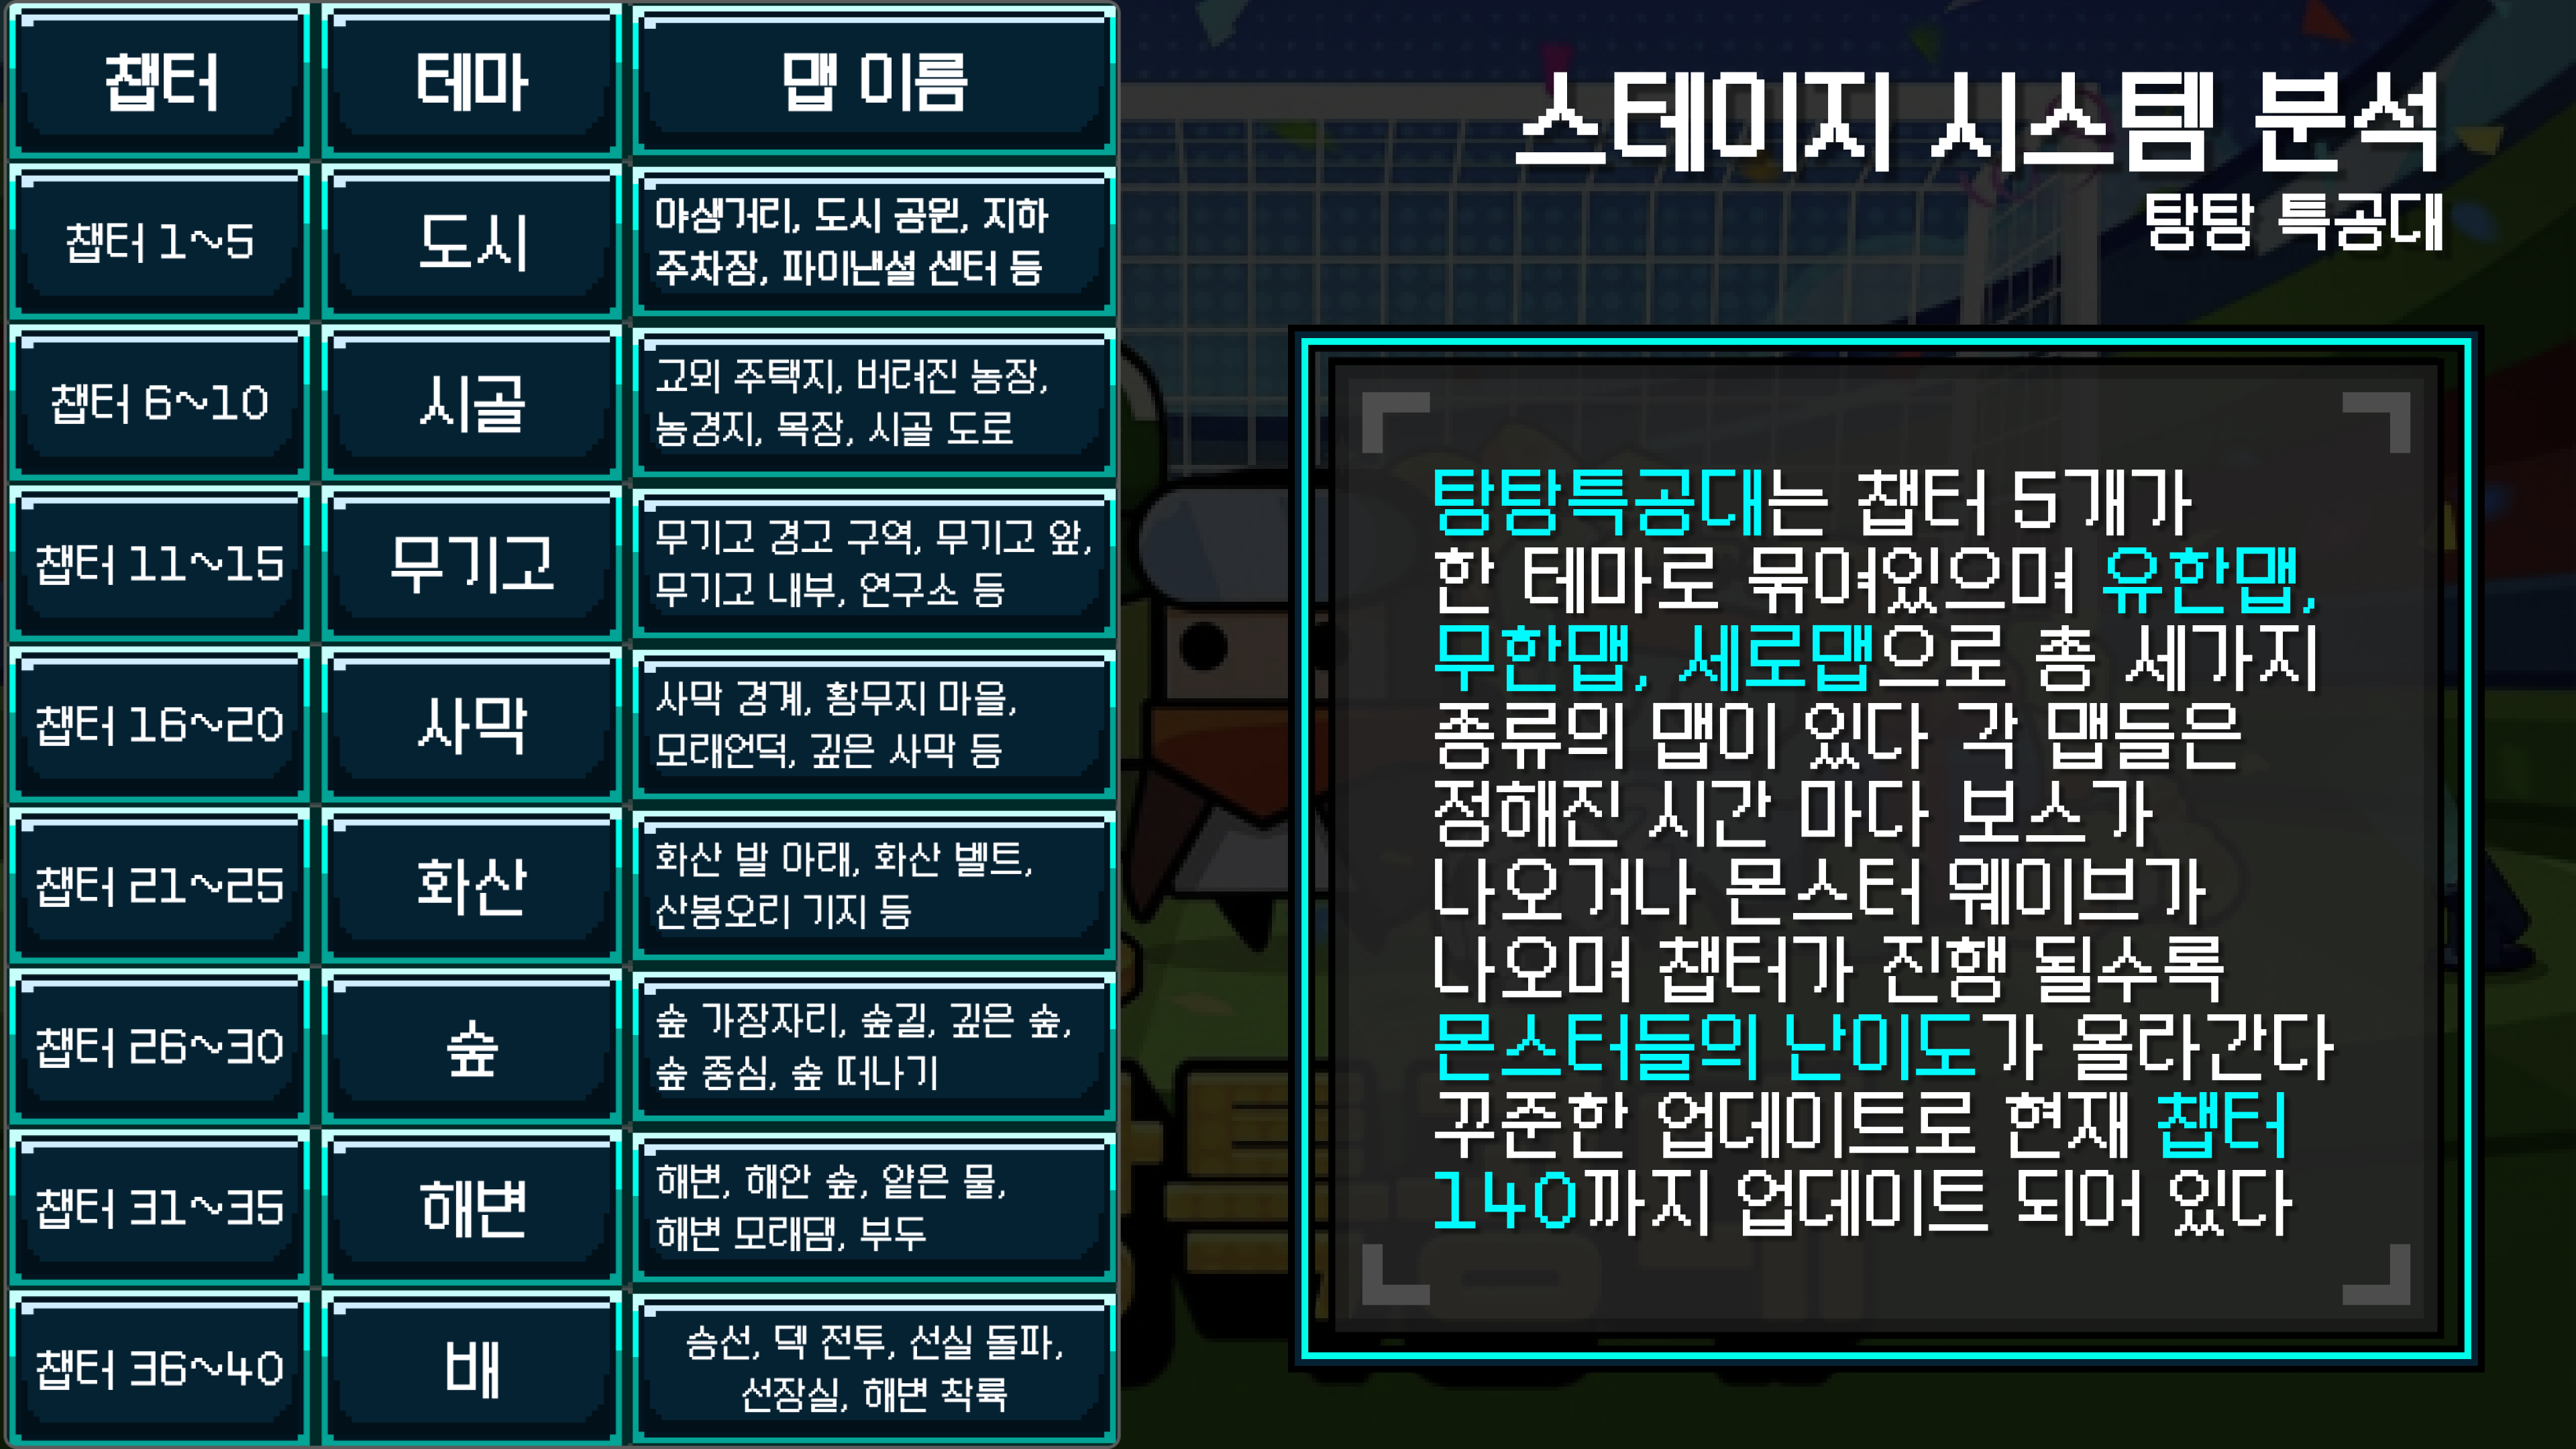 챕터
테마
맵 이름
챕터 1~5
도시
야생거리, 도시 공원, 지하
주차장, 파이낸셜 센터 등
챕터 6~10
시골
교외 주택지, 버려진 농장,
농경지, 목장, 시골 도로
챕터 11~15
무기고
무기고 경고 구역, 무기고 앞,
무기고 내부, 연구소 등
챕터 16~20
사막
사막 경계, 황무지 마을,
모래언덕, 깊은 사막 등
챕터 21~25
화산
화산 발 아래, 화산 벨트,
산봉오리 기지 등
챕터 26~30
숲
숲 가장자리, 숲길, 깊은 숲,
숲 중심, 숲 떠나기
챕터 31~35
해변
해변, 해안 숲, 얕은 물,
해변 모래댐, 부두
챕터 36~40
배
승선, 덱 전투, 선실 돌파,
선장실, 해변 착륙
스테이지 시스템 분석
탕탕 특공대
탕탕특공대는 챕터 5개가
한 테마로 묶여있으며 유한맵,
무한맵, 세로맵으로 총 세가지
종류의 맵이 있다 각 맵들은
정해진 시간 마다 보스가
나오거나 몬스터 웨이브가
나오며 챕터가 진행 될수록
몬스터들의 난이도가 올라간다
꾸준한 업데이트로 현재 챕터
140까지 업데이트 되어 있다